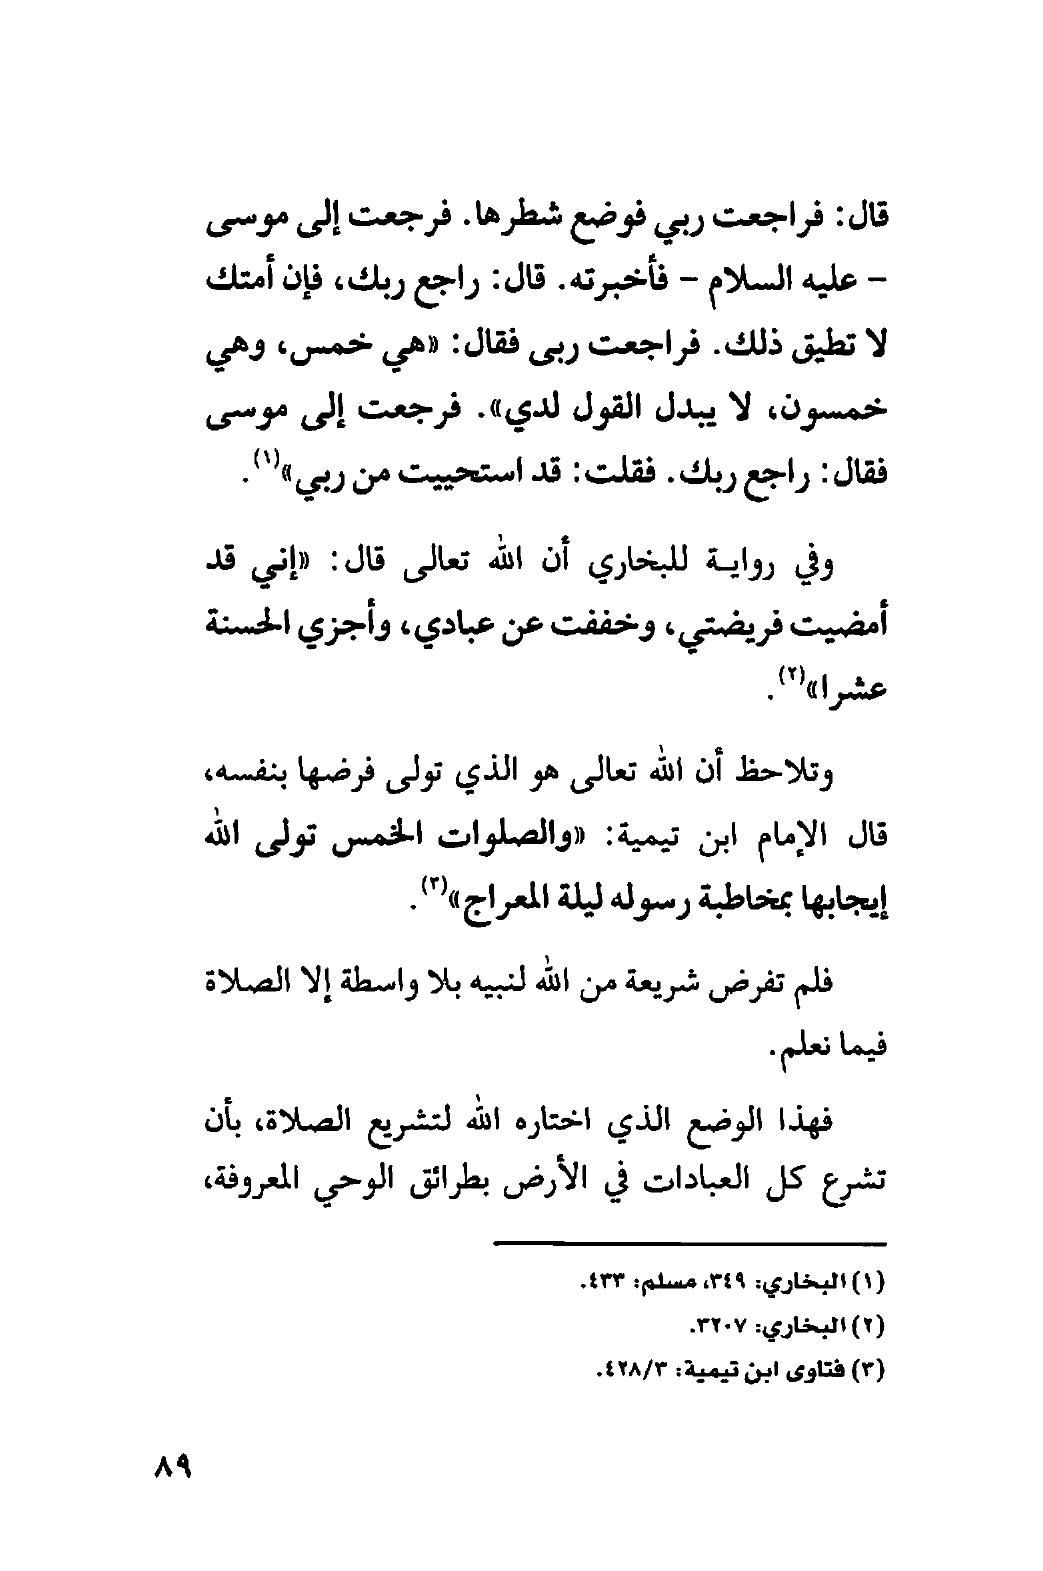 قال: فراجعت ربي فوضع شطرها. فرجعت إلى موسى
- عليه السلام - فأخبرته. قال: راجع ربك، فإن أمتك
لا تطيق ذلك. فراجعت ربى فقال: «هي خمس، وهي
خمسون، لا يبدل القول لدي». فرجعت إلى موسى
فقال: راجع ربك. فقلت: قد استحييت من ربي»(١).
وفي رواية للبخاري أن الله تعالى قال: «إني قد
أمضيت فريضتي، وخففت عن عبادي، وأجزي الحسنة
عشرا»(٢).
وتلاحظ أن الله تعالى هو الذي تولى فرضها بنفسه،
قال الإمام ابن تيمية: «والصلوات الخمس تولى الله
إيجابها بمخاطبة رسوله ليلة المعراج»(٣).
فلم تفرض شريعة من الله لنبيه بلا واسطة إلا الصلاة
فيما نعلم.
فهذا الوضع الذي اختاره الله لتشريع الصلاة، بأن
تشرع كل العبادات في الأرض بطرائق الوحي المعروفة،
(١) البخاري: ٣٤٩، مسلم: ٤٣٣.
(٢) البخاري: ٣٢٠٧.
(٣) فتاوى ابن تيمية: ٤٢٨/٣.
٨٩